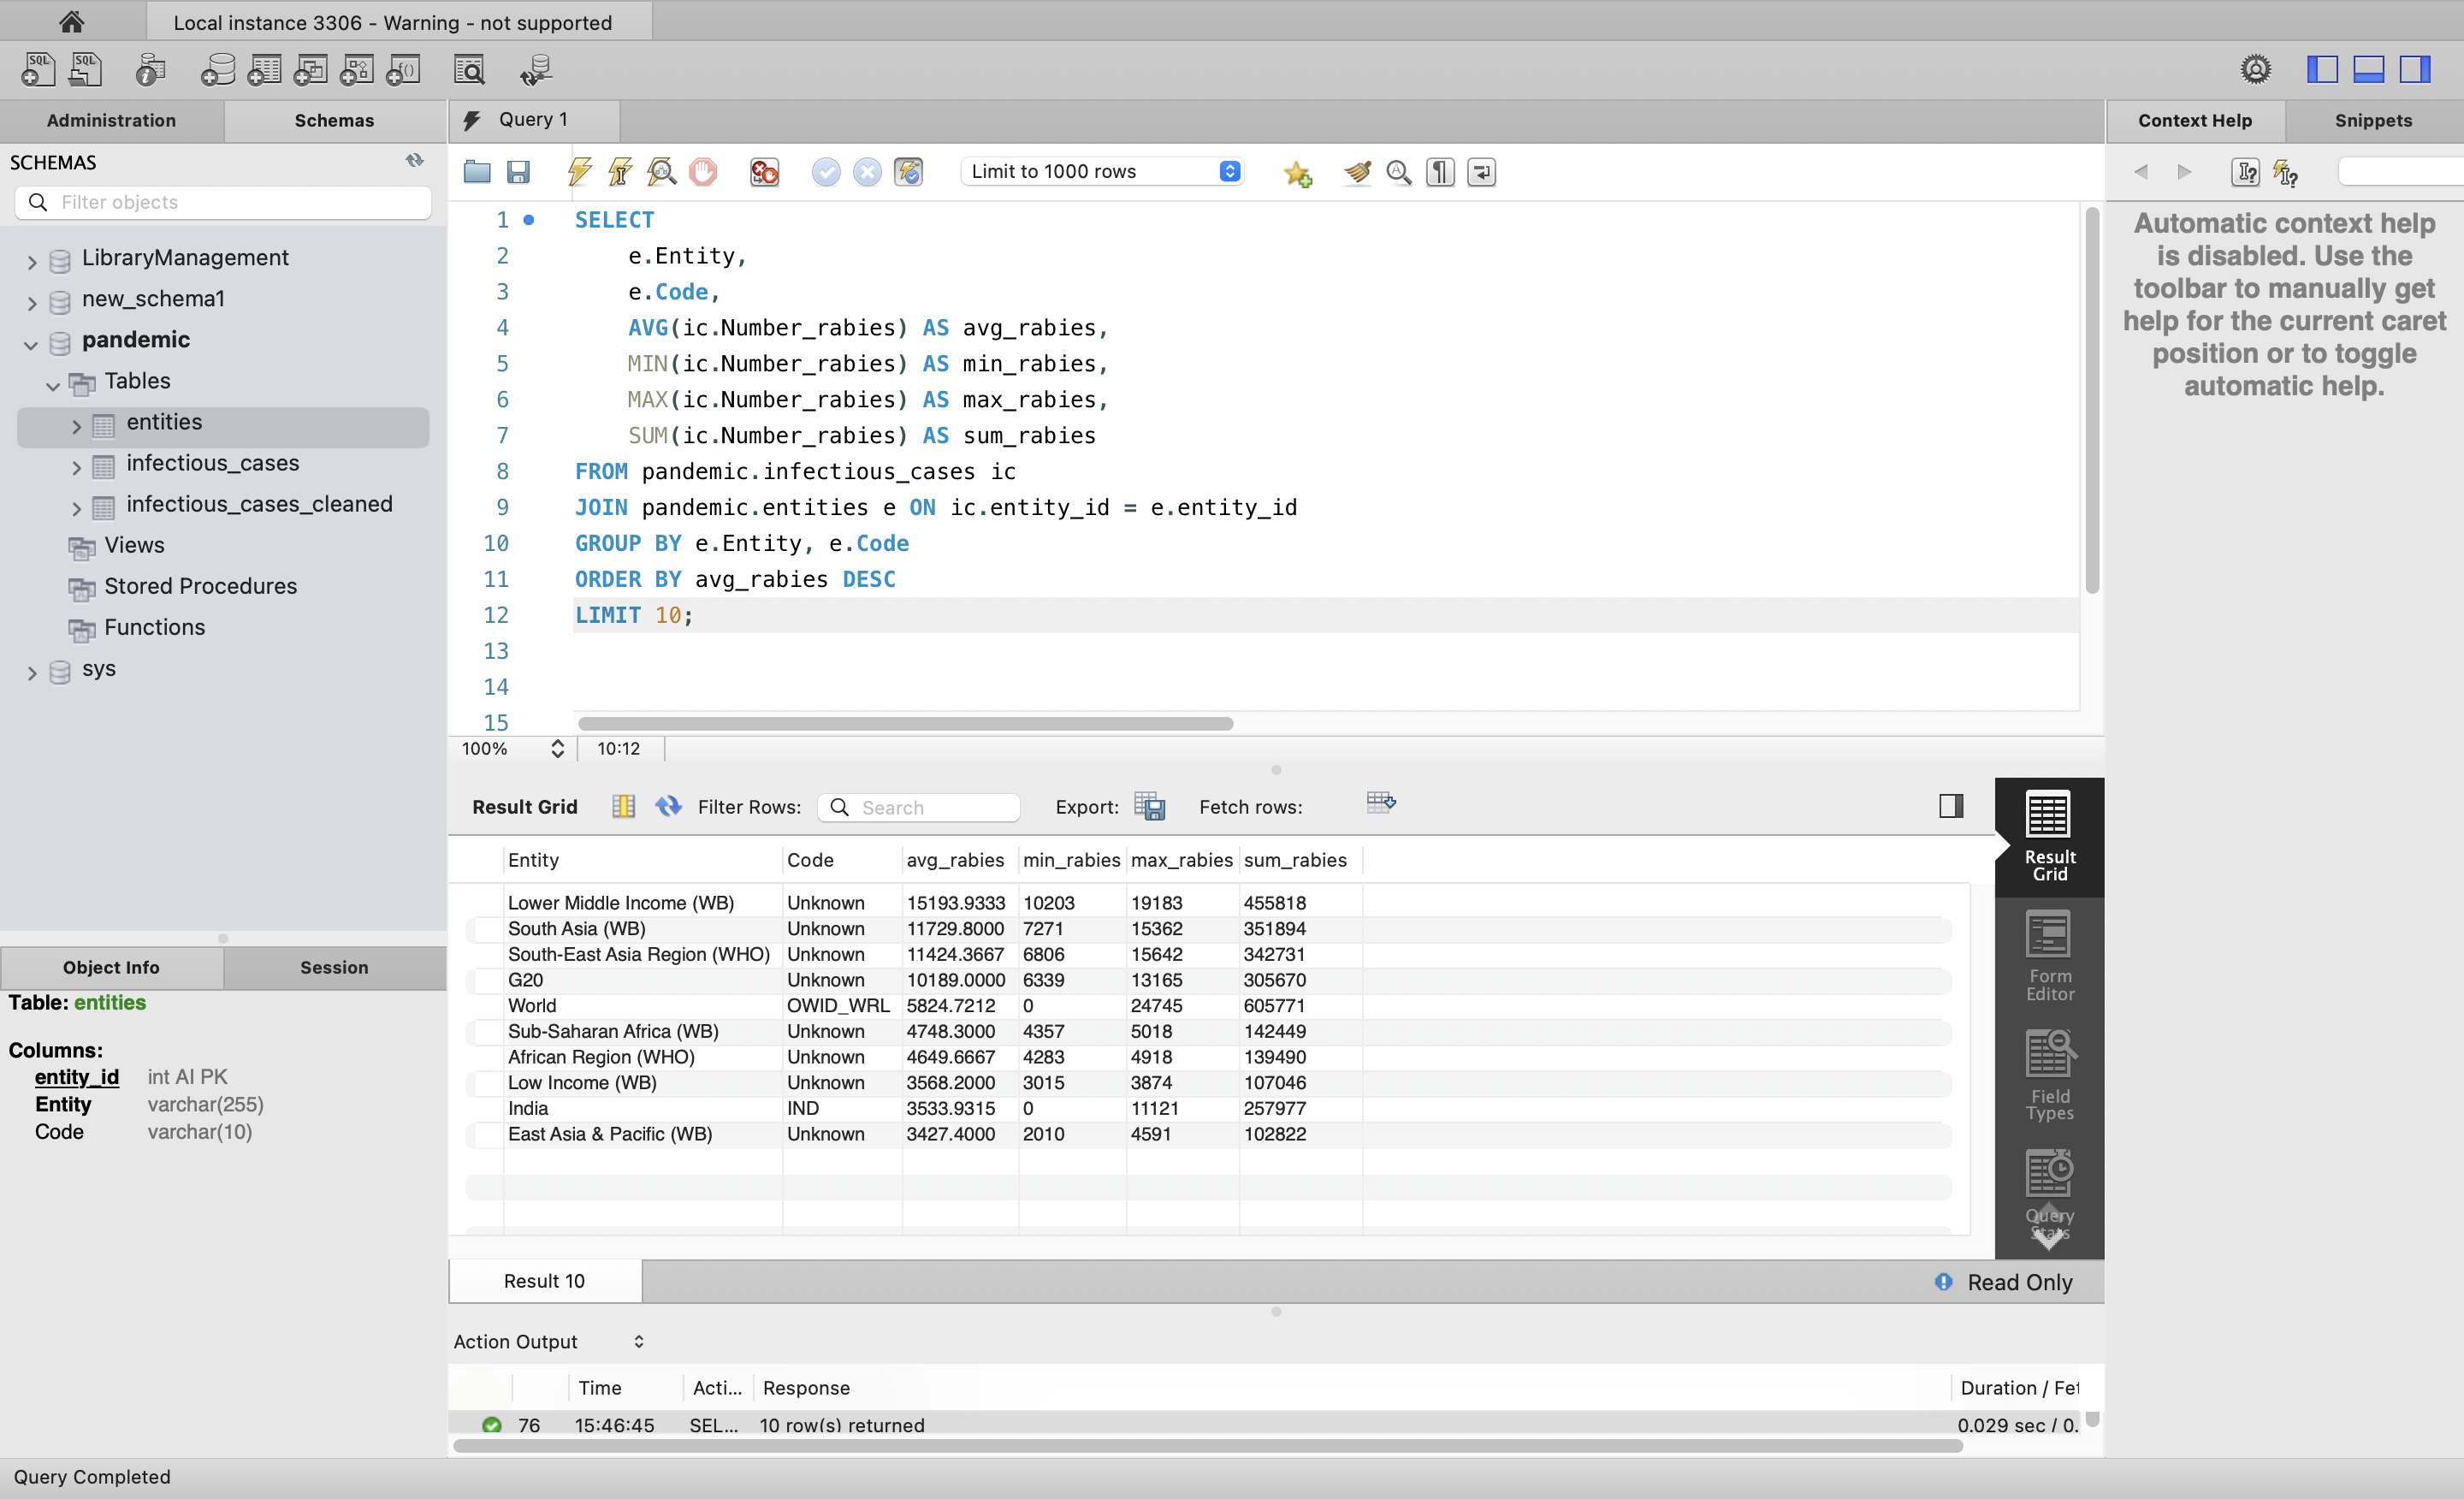 Local instance 3306 - Warning - not supported
SQL SQL
Administration Schemas
Query 1
Context Help Snippets
SCHEMAS
Filter objects
LibraryManagement
new_schema1
pandemic
Tables
entities
infectious_cases
infectious_cases_cleaned
Views
Stored Procedures
Functions
sys
Limit to 1000 rows
1 SELECT
2 e.Entity,
3 e.Code,
4 AVG(ic.Number_rabies) AS avg_rabies,
5 MIN(ic.Number_rabies) AS min_rabies,
6 MAX(ic.Number_rabies) AS max_rabies,
7 SUM(ic.Number_rabies) AS sum_rabies
8 FROM pandemic.infectious_cases ic
9 JOIN pandemic.entities e ON ic.entity_id = e.entity_id
10 GROUP BY e.Entity, e.Code
11 ORDER BY avg_rabies DESC
12 LIMIT 10;
13
14
15
100% 10:12
Automatic context help
is disabled. Use the
toolbar to manually get
help for the current caret
position or to toggle
automatic help.
Result Grid Filter Rows: Search Export: Fetch rows:
Entity Code avg_rabies min_rabies max_rabies sum_rabies
Lower Middle Income (WB) Unknown 15193.9333 10203 19183 455818
South Asia (WB) Unknown 11729.8000 7271 15362 351894
South-East Asia Region (WHO) Unknown 11424.3667 6806 15642 342731
G20 Unknown 10189.0000 6339 13165 305670
World OWID_WRL 5824.7212 0 24745 605771
Sub-Saharan Africa (WB) Unknown 4748.3000 4357 5018 142449
African Region (WHO) Unknown 4649.6667 4283 4918 139490
Low Income (WB) Unknown 3568.2000 3015 3874 107046
India IND 3533.9315 0 11121 257977
East Asia & Pacific (WB) Unknown 3427.4000 2010 4591 102822
Result
Grid
Form
Editor
Field
Types
Query
Stats
Object Info Session
Table: entities
Columns:
entity_id int AI PK
Entity varchar(255)
Code varchar(10)
Result 10
Read Only
Action Output
Time Acti... Response Duration / Fet
76 15:46:45 SEL... 10 row(s) returned 0.029 sec / 0.
Query Completed